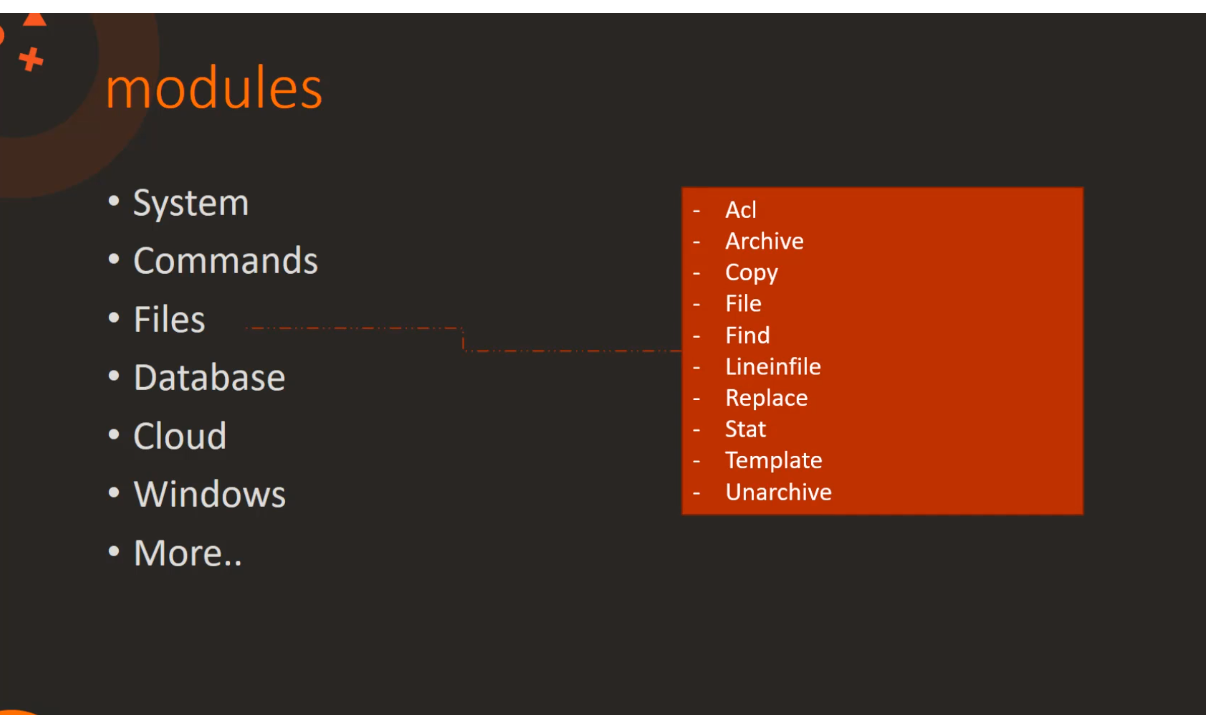 modules
• System
• Commands
• Files
• Database
• Cloud
• Windows
• More..
- Acl
- Archive
- Copy
- File
- Find
- Lineinfile
- Replace
- Stat
- Template
- Unarchive